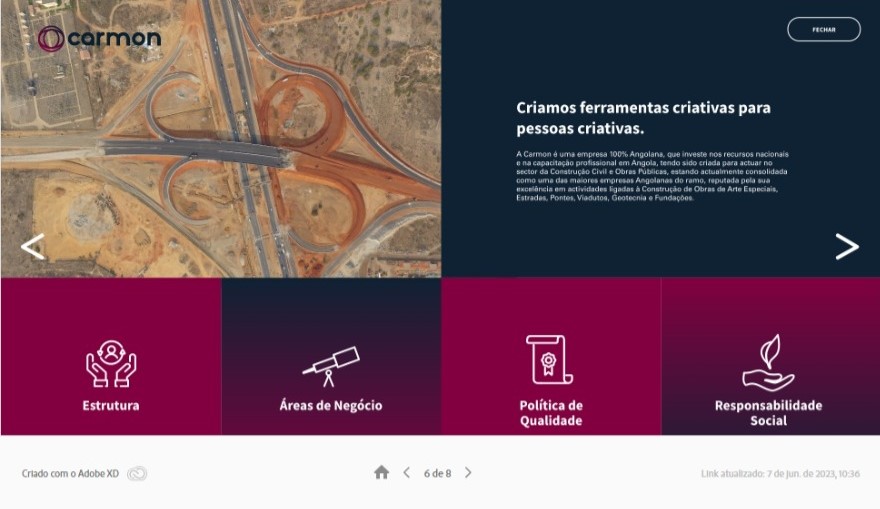 carmon
FECHAR
Criamos ferramentas criativas para
pessoas criativas.
A Carmon é uma empresa 100% Angolana, que investe nos recursos nacionais
e na capacitação profissional em Angola, tendo sido criada para actuar no
sector da Construção Civil e Obras Públicas, estando actualmente consolidada
como uma das maiores empresas Angolanas do ramo, reputada pela sua
excelência em actividades ligadas à Construção de Obras de Arte Especiais,
Estradas, Pontes, Viadutos, Geotecnia e Fundações.
Estrutura
Áreas de Negócio
Política de
Qualidade
Responsabilidade
Social
Criado com o Adobe XD
6 de 8
Link atualizado: 7 de jun. de 2023, 10:36